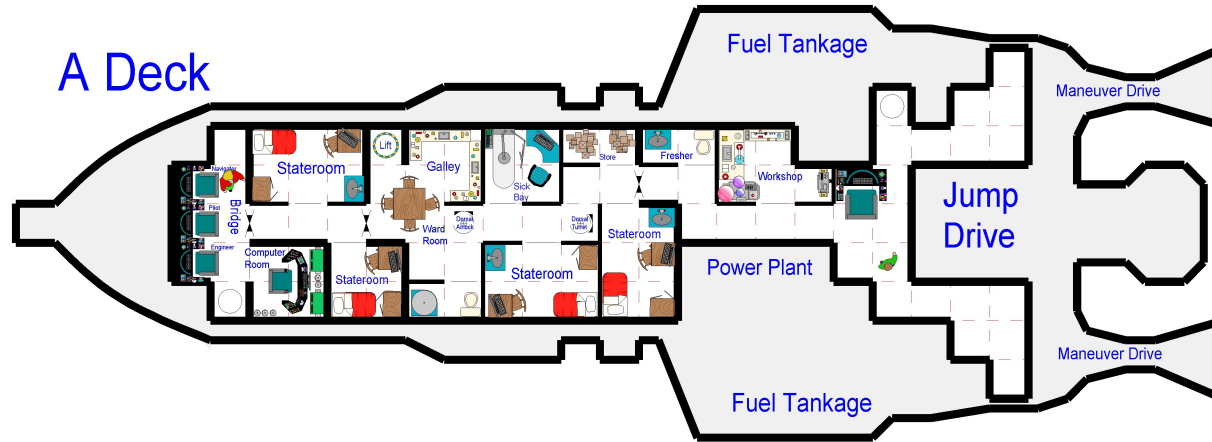 A Deck
Fuel Tankage
Maneuver Drive
Navigator
Stateroom
Lift
Galley
Sick
Bay
Store
Fresher
Workshop
Pilot
Bridge
Engineer
Computer
Room
Stateroom
Ward
Room
Dorsal
Airlock
Dorsal
Turret
Stateroom
Stateroom
Power Plant
Jump
Drive
Maneuver Drive
Fuel Tankage